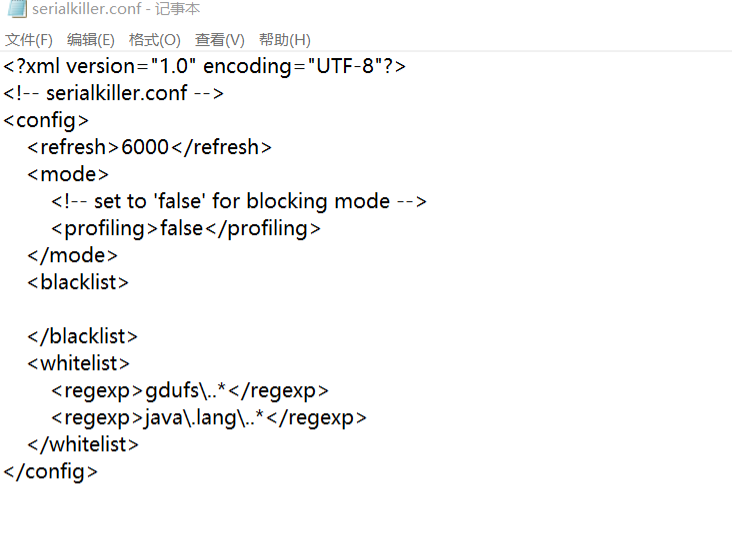 serialkiller.conf - 记事本
文件(F) 编辑(E) 格式(O) 查看(V) 帮助(H)
<?xml version="1.0" encoding="UTF-8"?>
<!-- serialkiller.conf -->
<config>
    <refresh>6000</refresh>
    <mode>
        <!-- set to 'false' for blocking mode -->
        <profiling>false</profiling>
    </mode>
    <blacklist>

    </blacklist>
    <whitelist>
        <regexp>gdufs\..*</regexp>
        <regexp>java\.lang\..*</regexp>
    </whitelist>
</config>